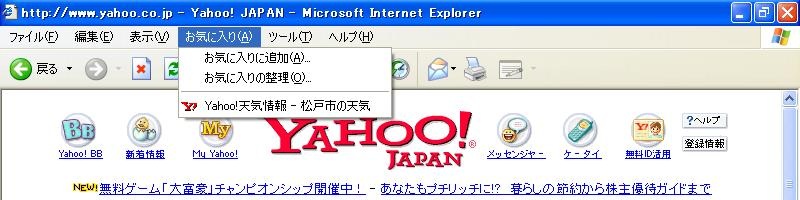 http://www.yahoo.co.jp - Yahoo! JAPAN - Microsoft Internet Explorer
ファイル(F) 編集(E) 表示(V) お気に入り(A) ツール(T) ヘルプ(H)
戻る
お気に入りに追加(A)...
お気に入りの整理(O)...
Y! Yahoo!天気情報 - 松戸市の天気
BB My YAHOO! JAPAN
?ヘルプ
登録情報
Yahoo! BB 新着情報 My Yahoo! メッセンジャー ケータイ 無料ID活用
NEW! 無料ゲーム「大富豪」チャンピオンシップ開催中! - あなたもプチリッチに!? 暮らしの節約から株主優待ガイドまで